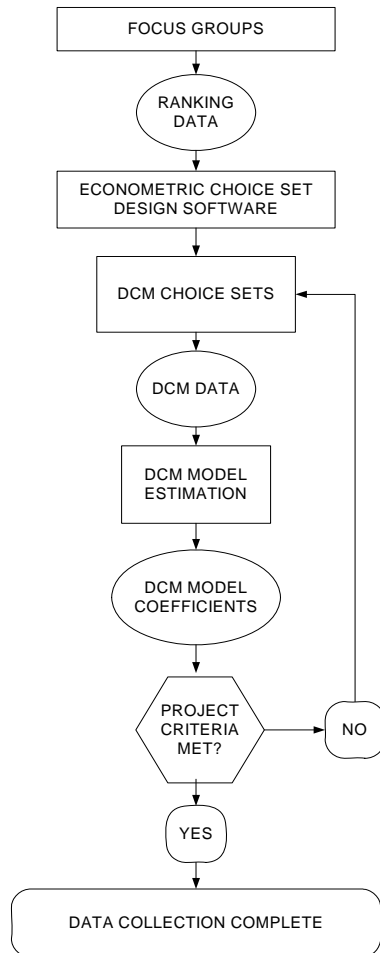 FOCUS GROUPS
RANKING
DATA
ECONOMETRIC CHOICE SET
DESIGN SOFTWARE
DCM CHOICE SETS
DCM DATA
DCM MODEL
ESTIMATION
DCM MODEL
COEFFICIENTS
PROJECT
CRITERIA
MET?
NO
YES
DATA COLLECTION COMPLETE